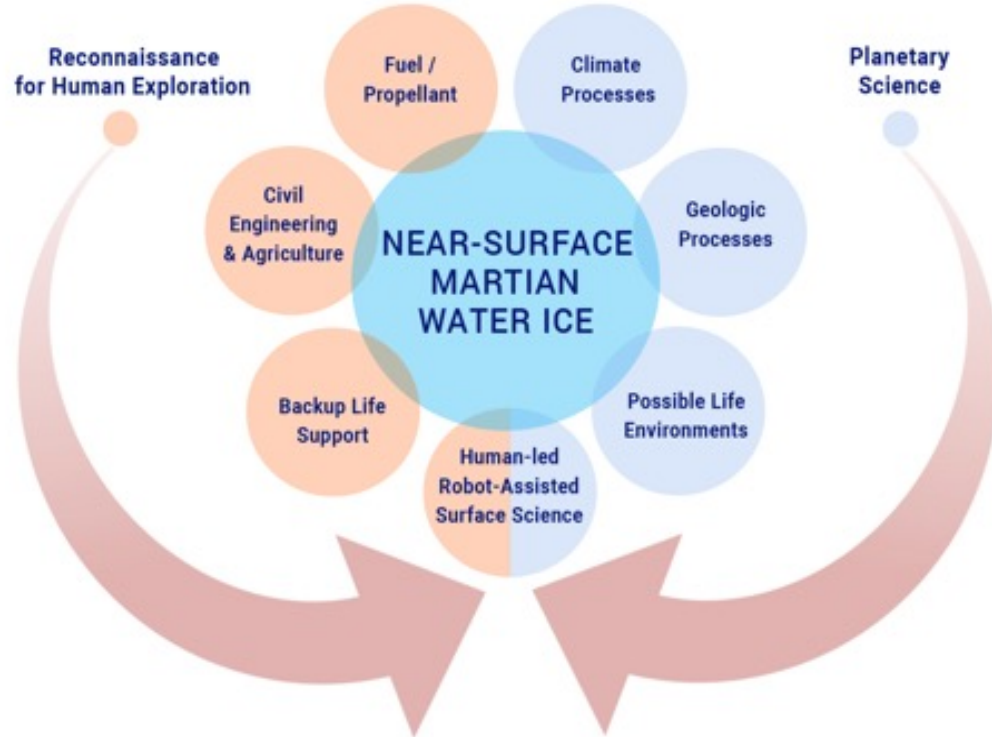 Reconnaissance
for Human Exploration
Fuel /
Propellant
Climate
Processes
Planetary
Science
Civil
Engineering
& Agriculture
NEAR-SURFACE
MARTIAN
WATER ICE
Geologic
Processes
Backup Life
Support
Possible Life
Environments
Human-led
Robot-Assisted
Surface Science